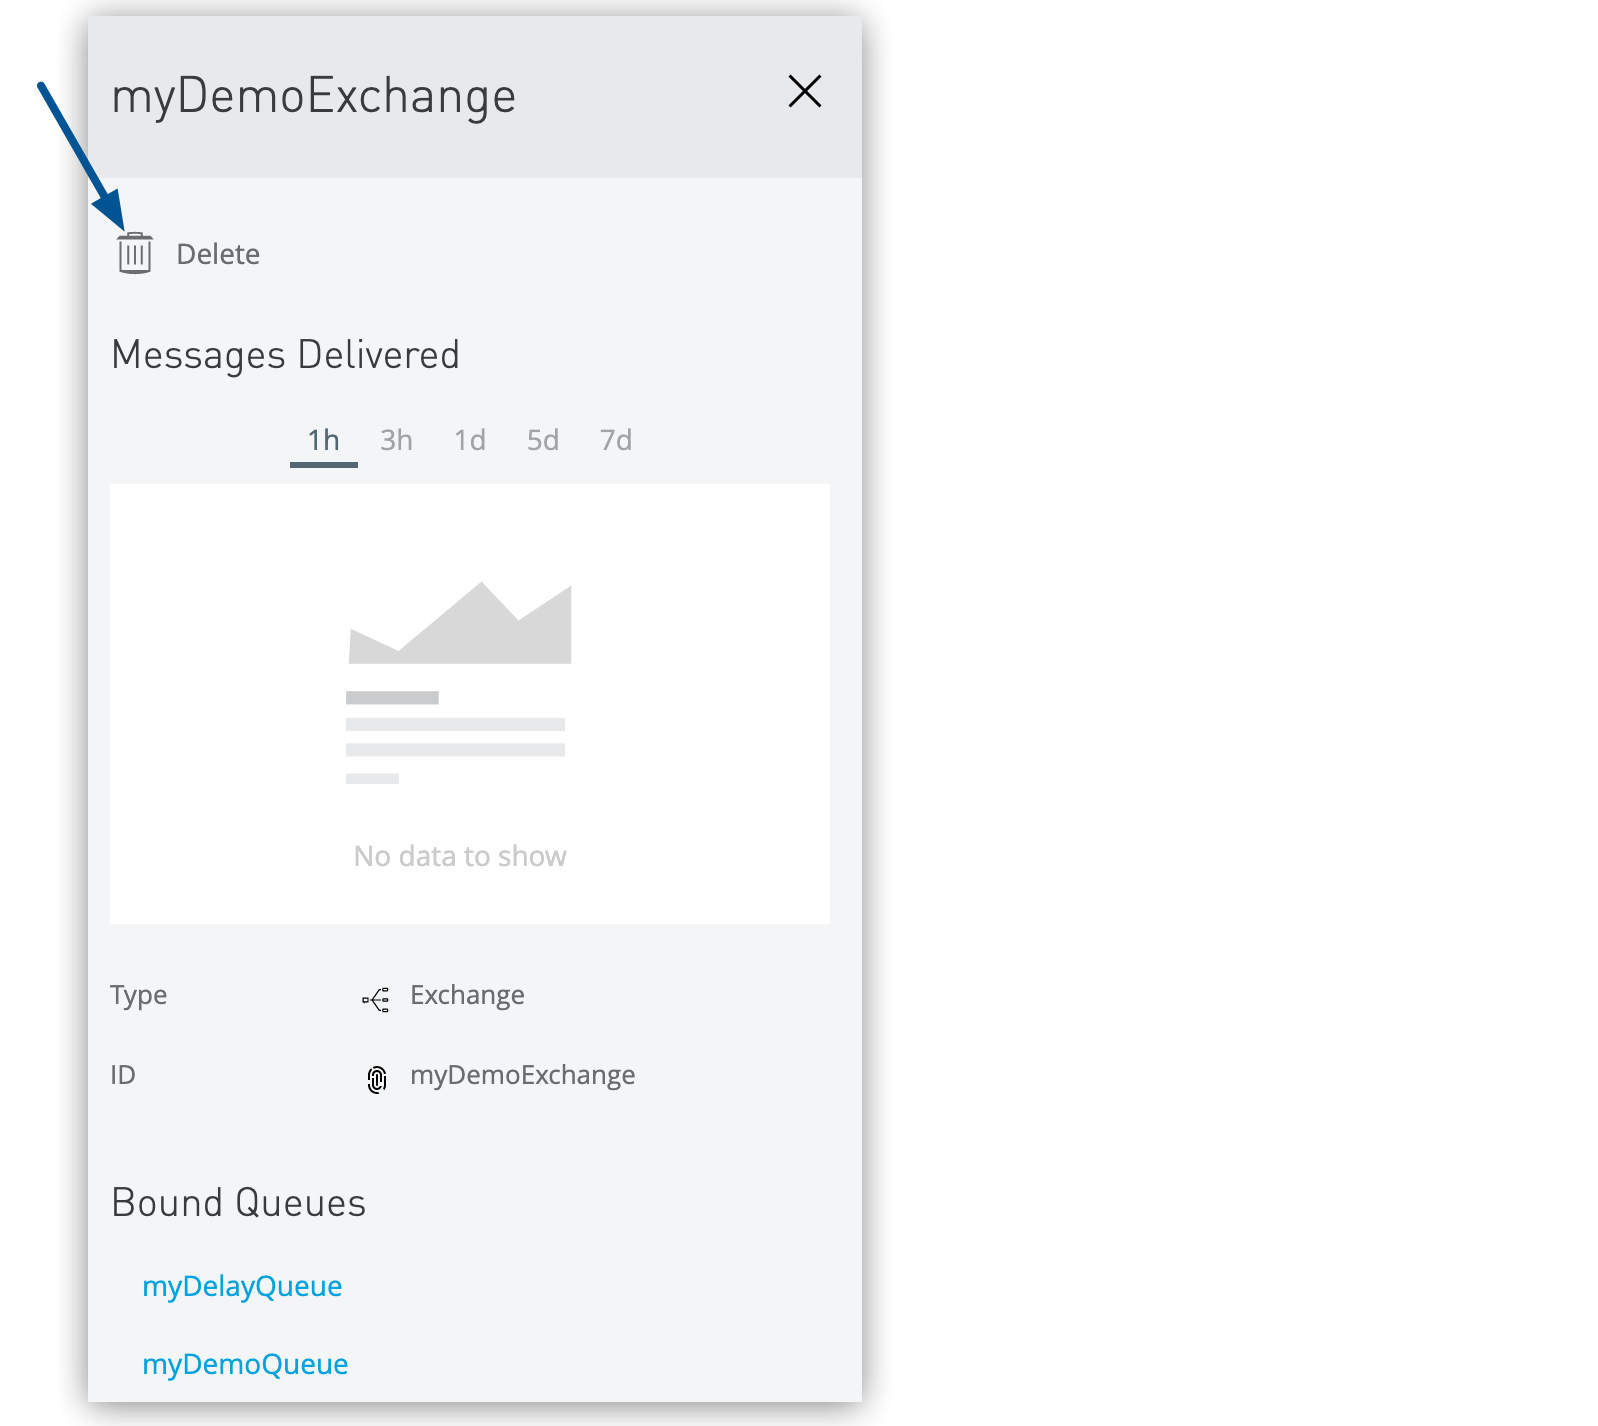 myDemoExchange
Delete
Messages Delivered
1h 3h 1d 5d 7d
No data to show
Type Exchange
ID myDemoExchange
Bound Queues
myDelayQueue
myDemoQueue